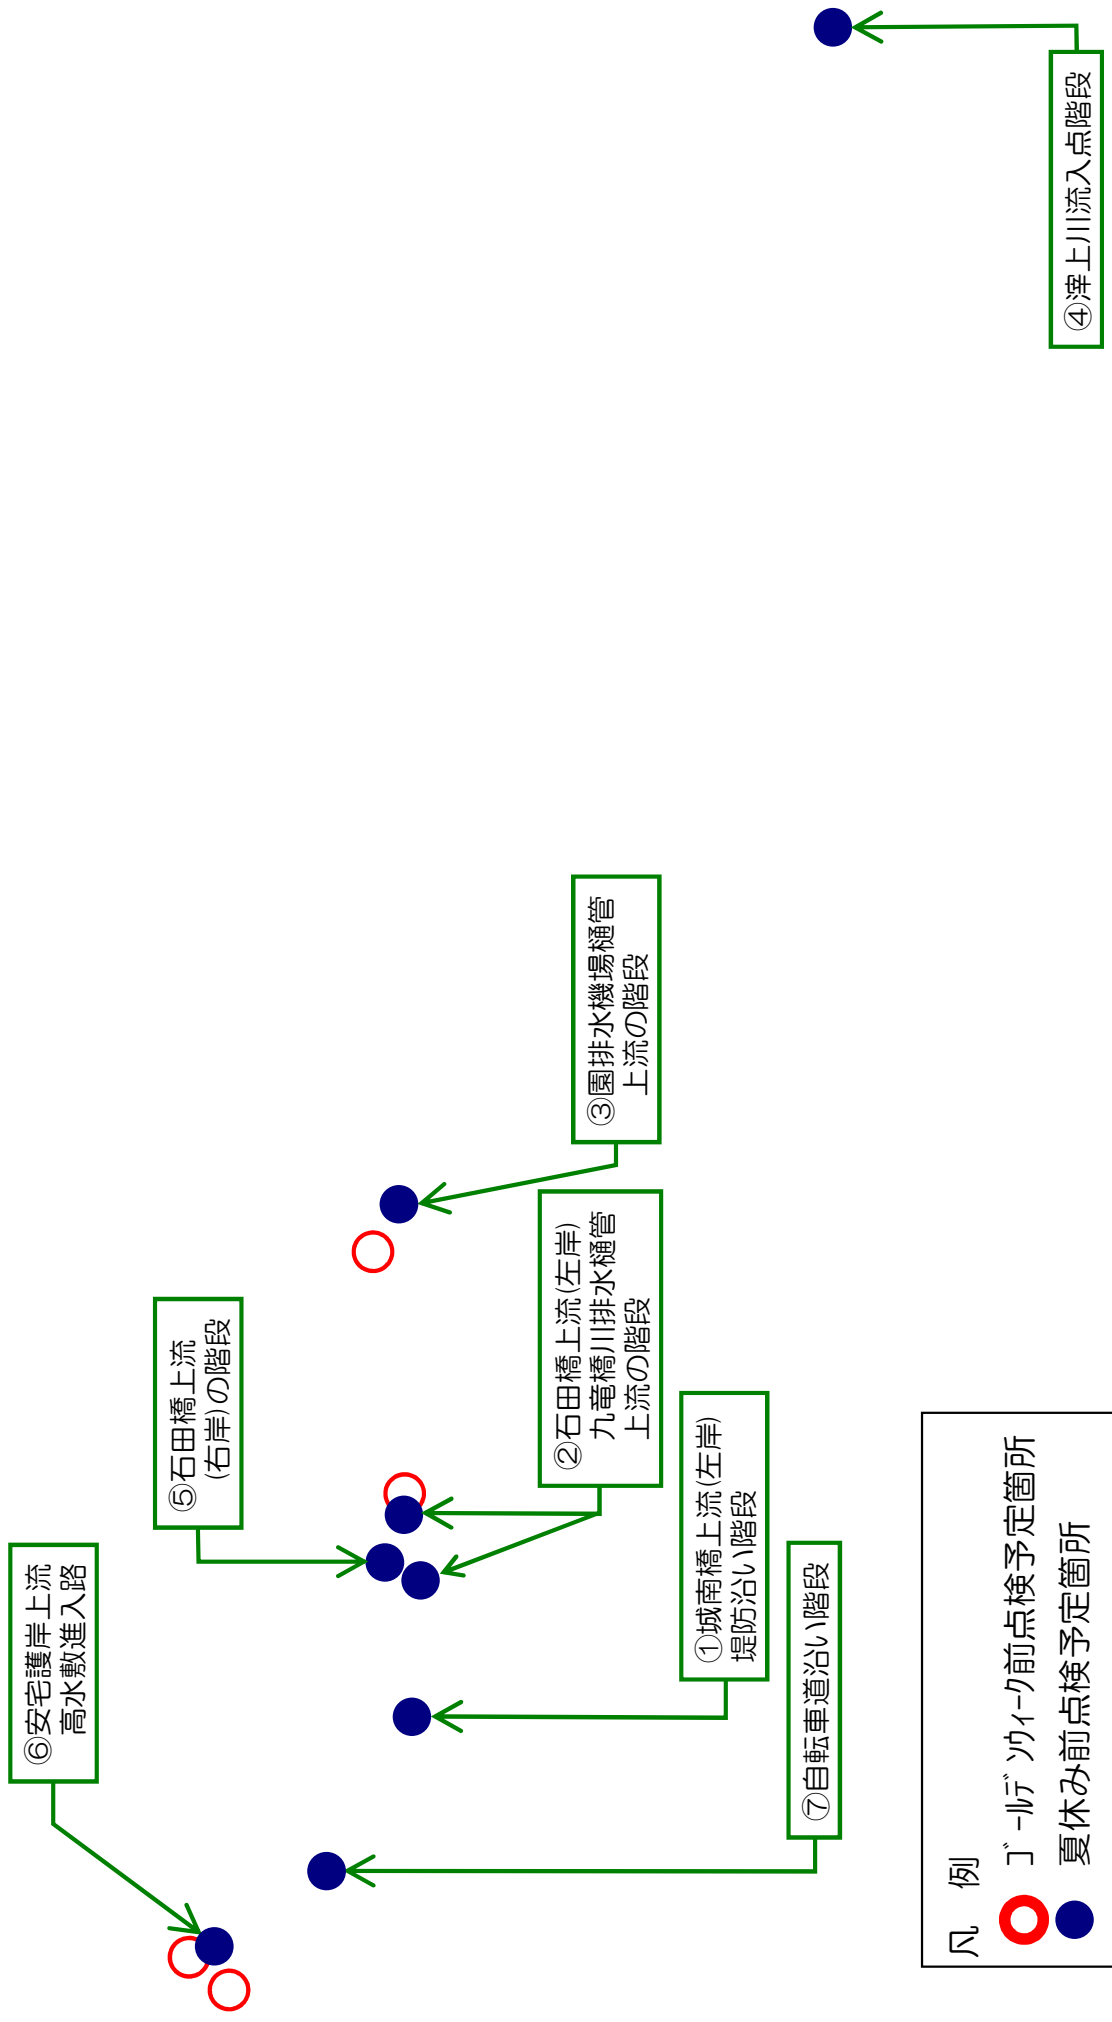 ⑥安宅護岸上流
高水敷進入路
⑤石田橋上流
(右岸)の階段
③園排水機場樋管
上流の階段
②石田橋上流(左岸)
九竜橋川排水樋管
上流の階段
①城南橋上流(左岸)
堤防沿い階段
⑦自転車道沿い階段
④滓上川流入点階段
凡　例
ｺﾞｰﾙﾃﾞﾝｳｨｰｸ前点検予定箇所
夏休み前点検予定箇所